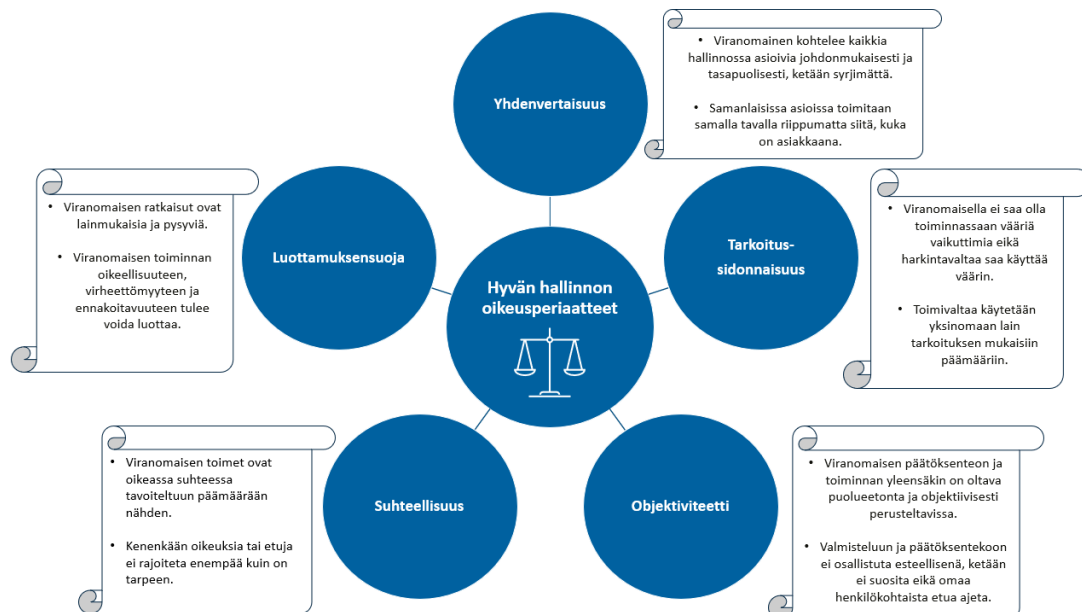 Yhdenvertaisuus
• Viranomainen kohtelee kaikkia
hallinnossa asioivia johdonmukaisesti ja
tasapuolisesti, ketään syrjimättä.
• Samanlaisissa asioissa toimitaan
samalla tavalla riippumatta siitä, kuka
on asiakkaana.
Luottamuksensuoja
• Viranomaisen ratkaisut ovat
lainmukaisia ja pysyviä.
• Viranomaisen toiminnan
oikeellisuuteen,
virheettömyyteen ja
ennakoitavuuteen tulee
voida luottaa.
Hyvän hallinnon
oikeusperiaatteet
Tarkoitus-
sidonnaisuus
• Viranomaisella ei saa olla
toiminnassaan vääriä
vaikuttimia eikä
harkintavaltaa saa käyttää
väärin.
• Toimivaltaa käytetään
yksinomaan lain
tarkoituksen mukaisiin
päämääriin.
Suhteellisuus
• Viranomaisen toimet ovat
oikeassa suhteessa
tavoiteltuun päämäärään
nähden.
• Kenenkään oikeuksia tai etuja
ei rajoiteta enempää kuin on
tarpeen.
Objektiviteetti
• Viranomaisen päätöksenteon ja
toiminnan yleensäkin on oltava
puolueetonta ja objektiivisesti
perusteltavissa.
• Valmisteluun ja päätöksentekoon
ei osallistuta esteellisenä, ketään
ei suosita eikä omaa
henkilökohtaista etua ajeta.